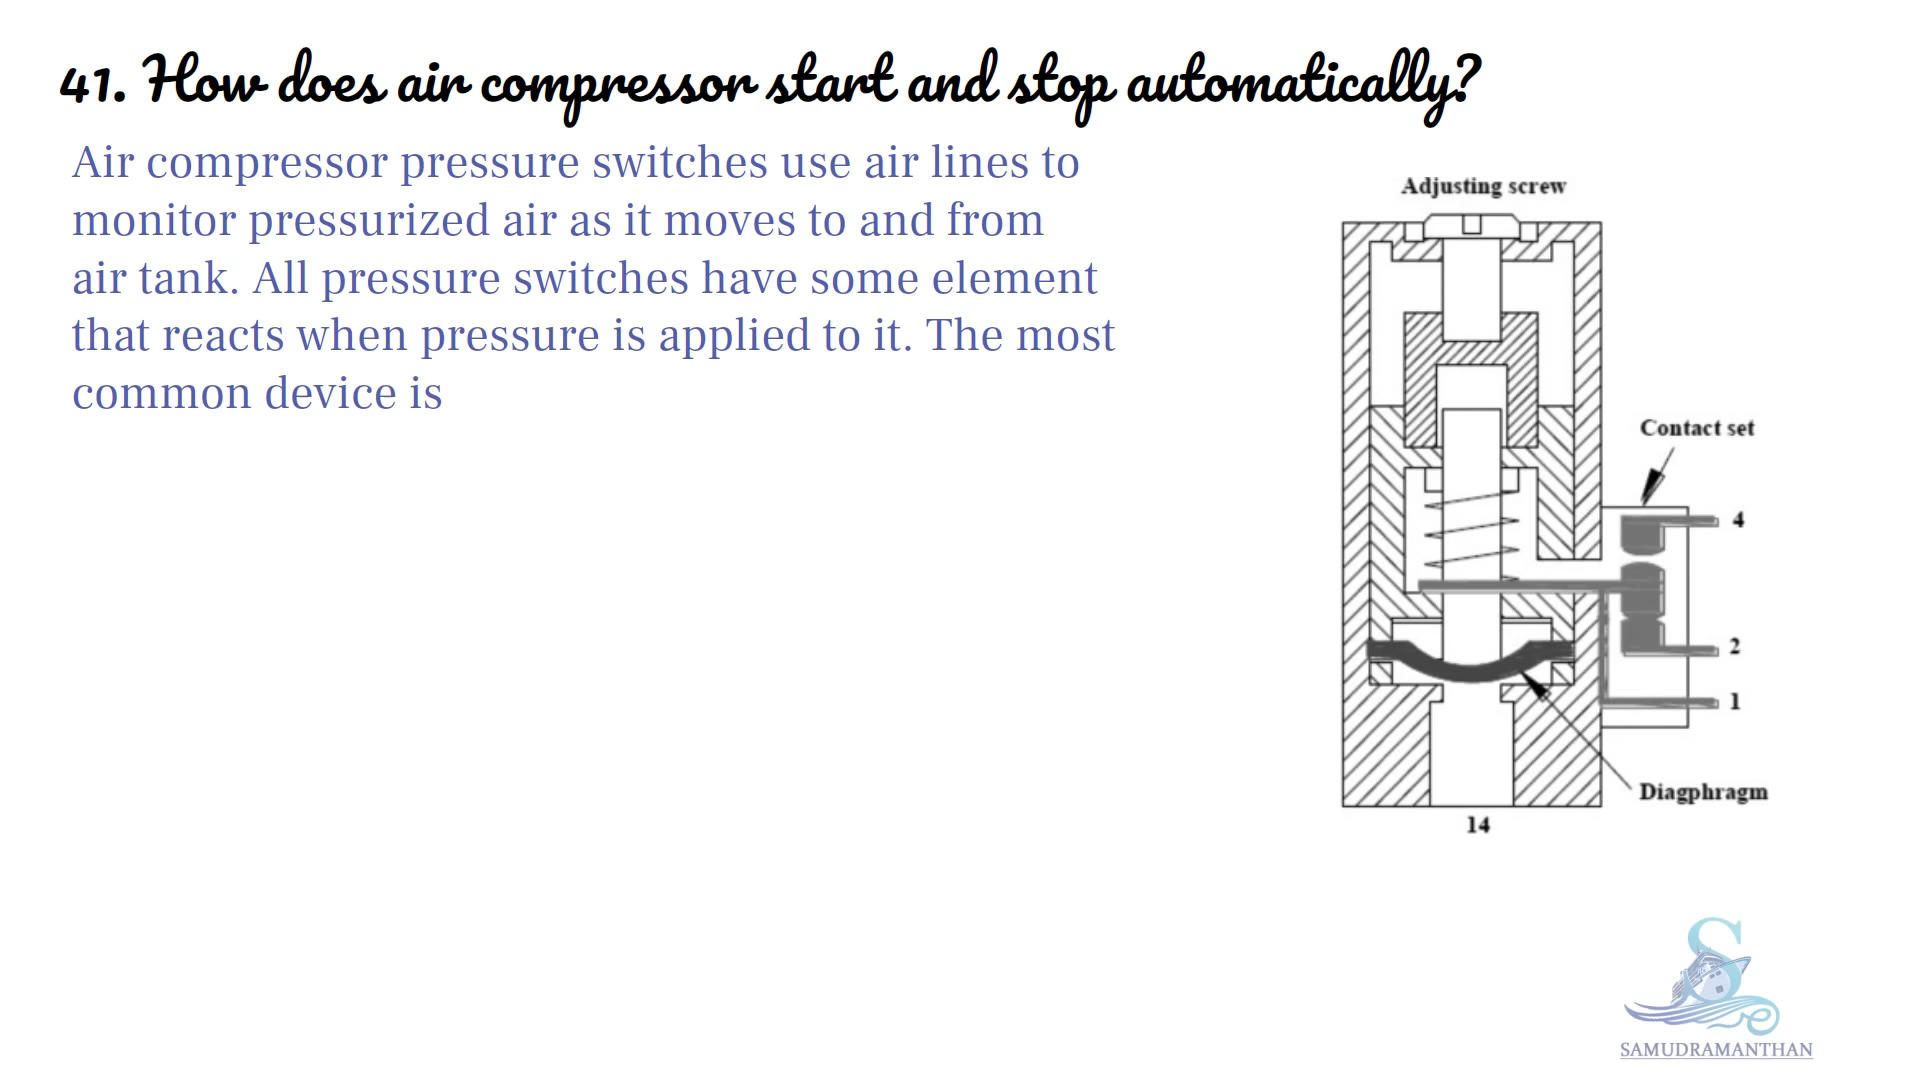 41. How does air compressor start and stop automatically?
Air compressor pressure switches use air lines to
monitor pressurized air as it moves to and from
air tank. All pressure switches have some element
that reacts when pressure is applied to it. The most
common device is
Adjusting screw
Contact set
4
2
1
Diagphragm
14
SAMUDRAMANTHAN